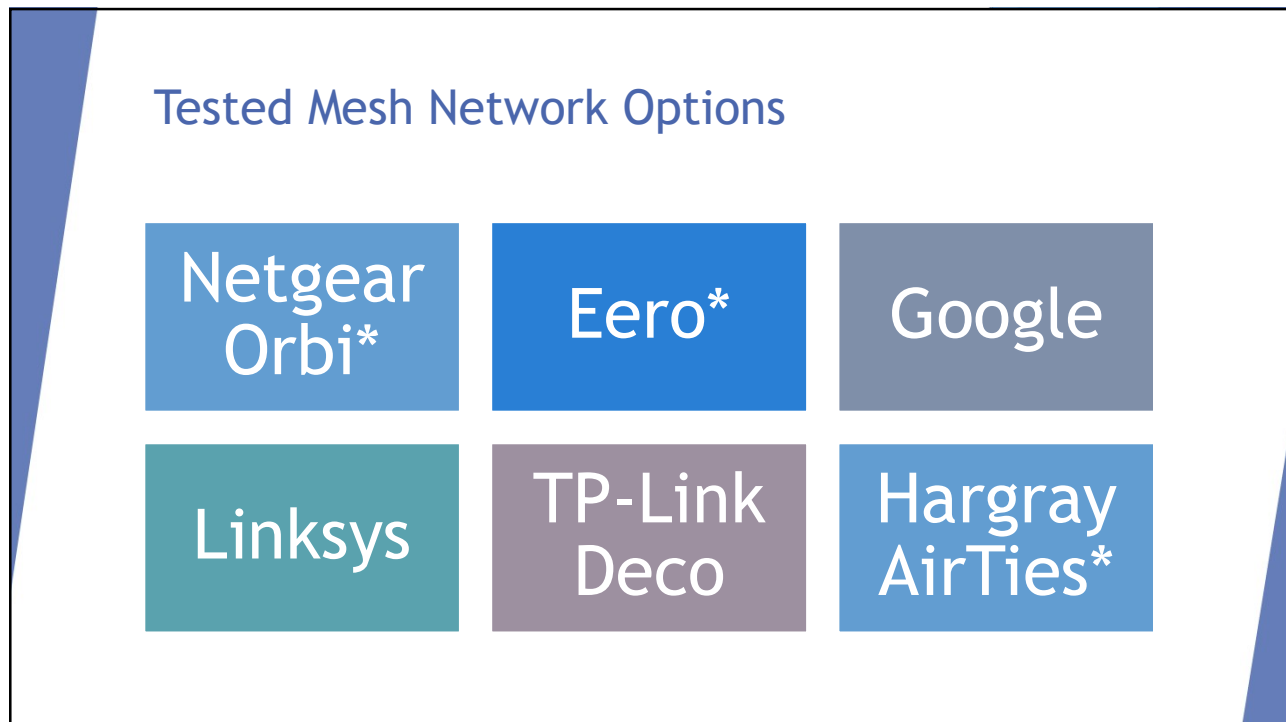 Tested Mesh Network Options
Netgear
Orbi*
Eero*
Google
Linksys
TP-Link
Deco
Hargray
AirTies*